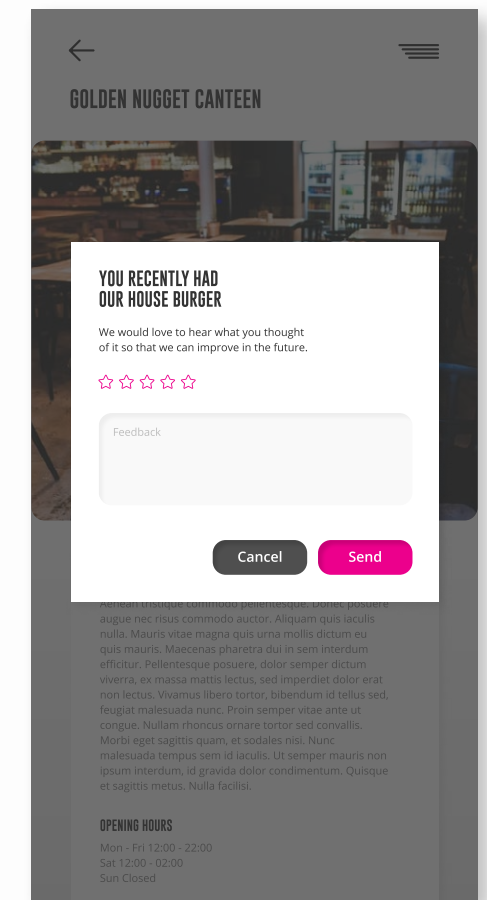 GOLDEN NUGGET CANTEEN
YOU RECENTLY HAD
OUR HOUSE BURGER
We would love to hear what you thought
of it so that we can improve in the future.
Feedback
Cancel
Send
Aenean tristique commodo pellentesque. Donec posuere
augue nec risus commodo auctor. Aliquam quis iaculis
nulla. Mauris vitae magna quis urna mollis dictum eu
quis mauris. Maecenas pharetra dui in sem interdum
efficitur. Pellentesque posuere, dolor semper dictum
viverra, ex massa mattis lectus, sed imperdiet dolor erat
non lectus. Vivamus libero tortor, bibendum id tellus sed,
feugiat malesuada nunc. Proin semper vitae ante ut
congue. Nullam rhoncus ornare tortor sed convallis.
Morbi eget sagittis quam, et sodales nisi. Nunc
malesuada tempus sem id iaculis. Ut semper mauris non
ipsum interdum, id gravida dolor condimentum. Quisque
et sagittis metus. Nulla facilisi.
OPENING HOURS
Mon - Fri 12:00 - 22:00
Sat 12:00 - 02:00
Sun Closed